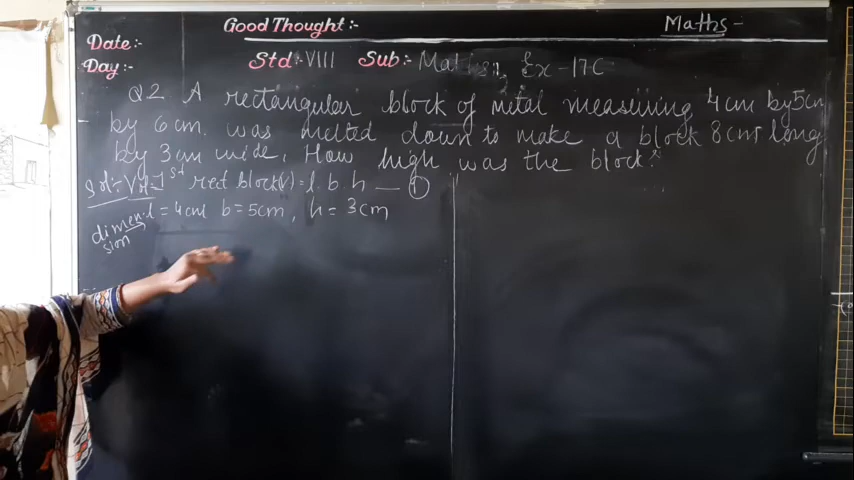 Good Thought:-
Maths-
Date:-
Day:-
Std:- VIII Sub:- Maths, Ex-17C
Q2. A rectangular block of metal measuring 4cm by 5cm
by 6cm. was melted down to make a block 8cm long
by 3cm wide. How high was the block?
Sol:- Vol. 1st rect block(v) = l. b. h — 1
dimension l = 4cm b = 5cm, h = 3cm